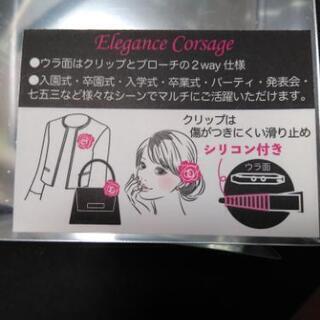 Elegance Corsage
●ウラ面はクリップとブローチの2way仕様
●入園式・卒園式・入学式・卒業式・パーティ・発表会・
七五三など様々なシーンでマルチにご活躍いただけます。
クリップは
傷がつきにくい滑り止め
シリコン付き
ウラ面